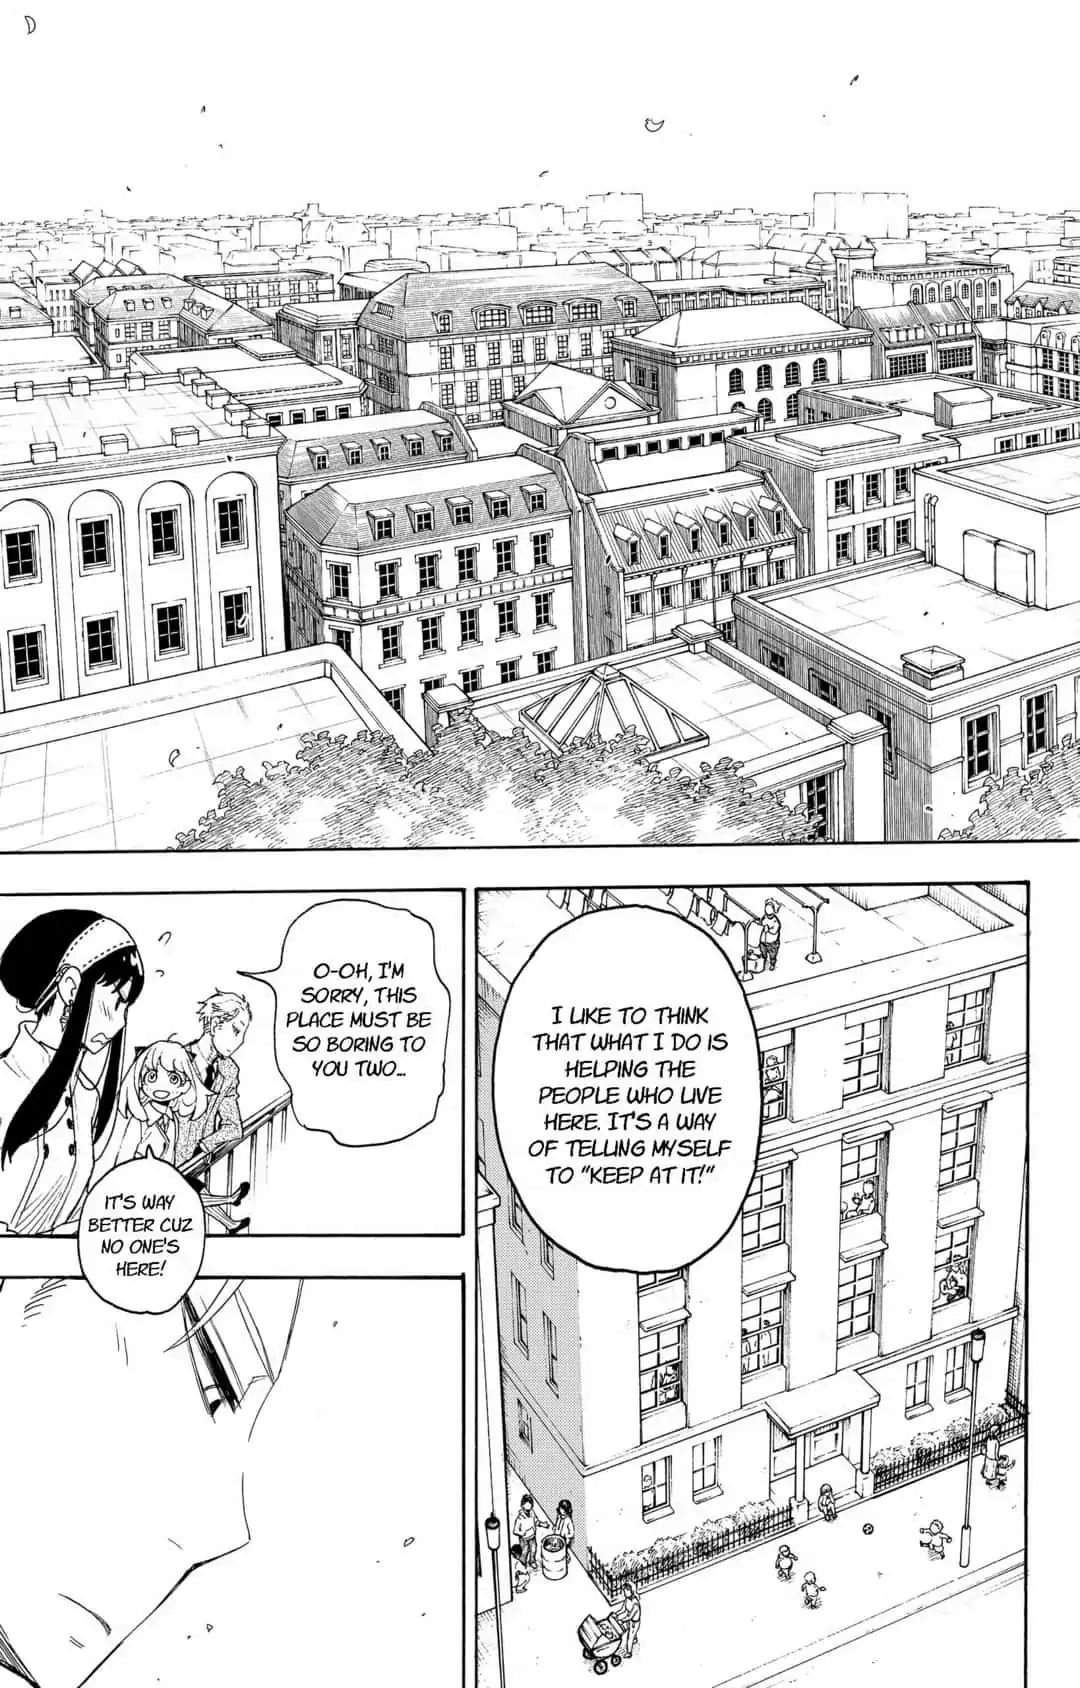 I LIKE TO THINK
THAT WHAT I DO IS
HELPING THE
PEOPLE WHO LIVE
HERE. IT'S A WAY
OF TELLING MYSELF
TO "KEEP AT IT!"
O-OH, I'M
SORRY, THIS
PLACE MUST BE
SO BORING TO
YOU TWO...
IT'S WAY
BETTER CUZ
NO ONE'S
HERE!